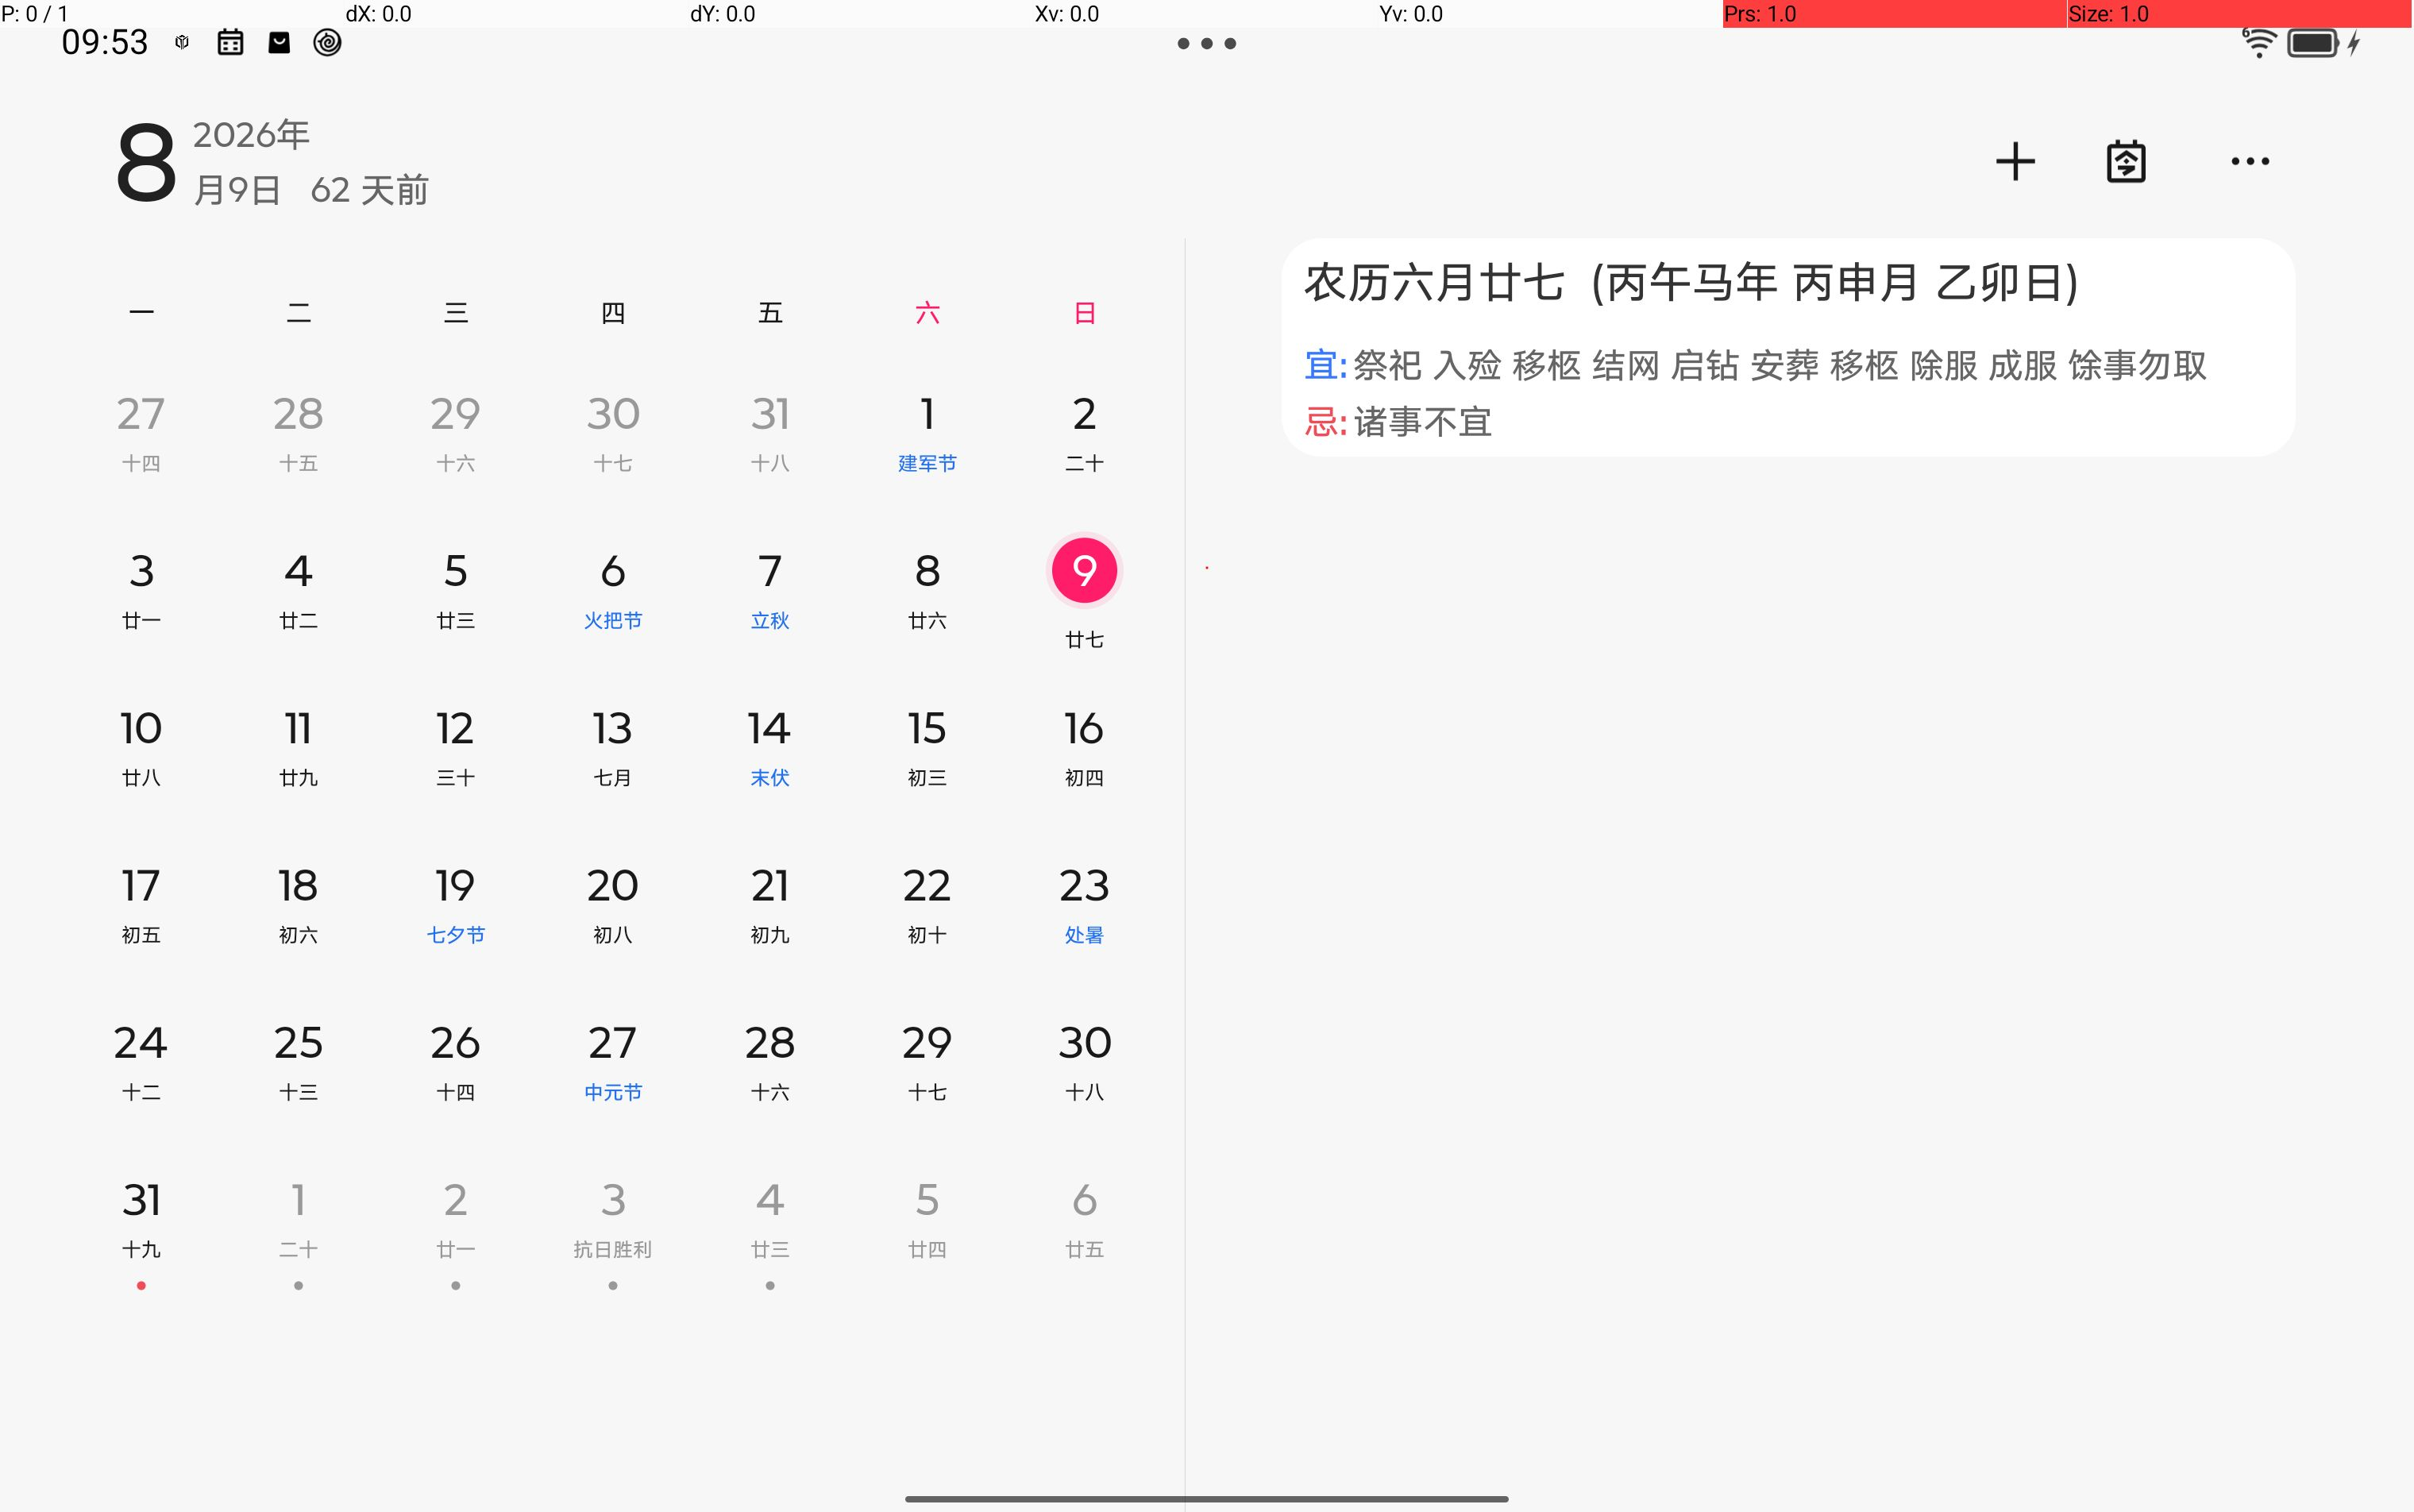 P: 0 / 1 dX: 0.0 dY: 0.0 Xv: 0.0 Yv: 0.0 Prs: 1.0 Size: 1.0
09:53
6
8 2026年
月9日 62 天前
今
农历六月廿七 (丙午马年 丙申月 乙卯日)
宜: 祭祀 入殓 移柩 结网 启钻 安葬 移柩 除服 成服 馀事勿取
忌: 诸事不宜
一 二 三 四 五 六 日
27 28 29 30 31 1 2
十四 十五 十六 十七 十八 建军节 二十
3 4 5 6 7 8 9
廿一 廿二 廿三 火把节 立秋 廿六 廿七
10 11 12 13 14 15 16
廿八 廿九 三十 七月 末伏 初三 初四
17 18 19 20 21 22 23
初五 初六 七夕节 初八 初九 初十 处暑
24 25 26 27 28 29 30
十二 十三 十四 中元节 十六 十七 十八
31 1 2 3 4 5 6
十九 二十 廿一 抗日胜利 廿三 廿四 廿五